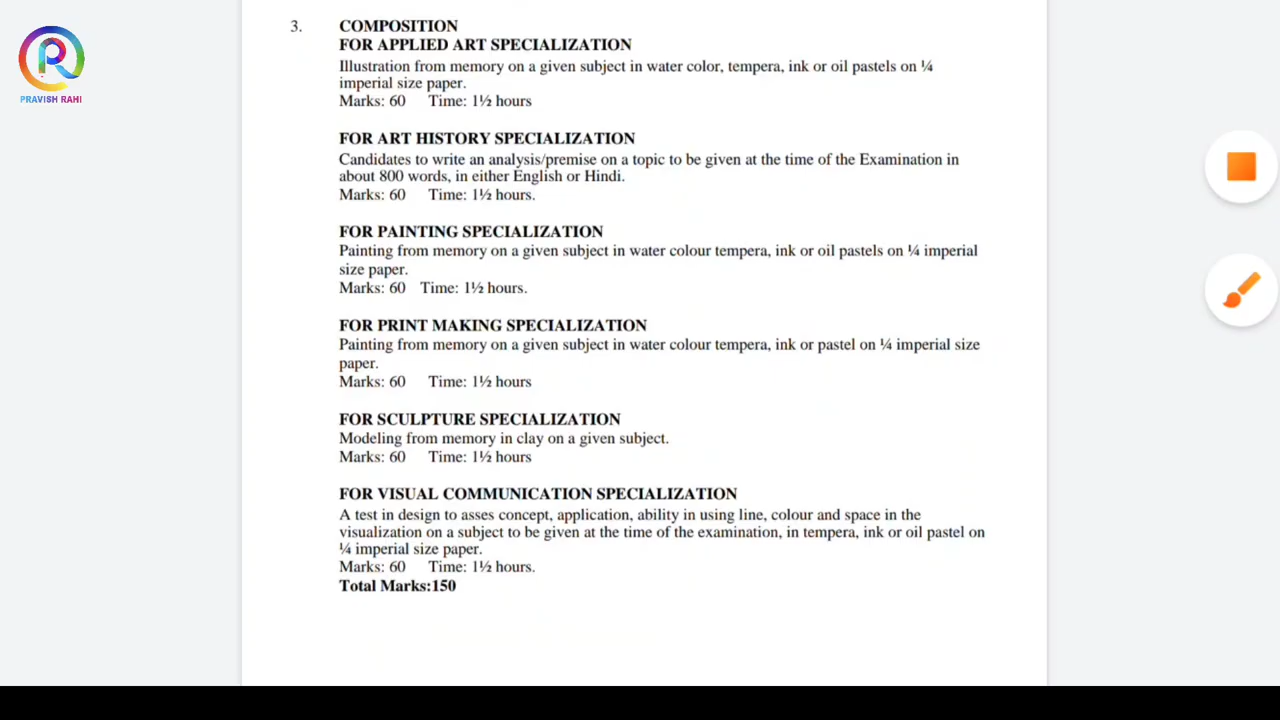 PRAVISH RAHI
3. COMPOSITION
FOR APPLIED ART SPECIALIZATION
Illustration from memory on a given subject in water color, tempera, ink or oil pastels on ¼
imperial size paper.
Marks: 60 Time: 1½ hours
FOR ART HISTORY SPECIALIZATION
Candidates to write an analysis/premise on a topic to be given at the time of the Examination in
about 800 words, in either English or Hindi.
Marks: 60 Time: 1½ hours.
FOR PAINTING SPECIALIZATION
Painting from memory on a given subject in water colour tempera, ink or oil pastels on ¼ imperial
size paper.
Marks: 60 Time: 1½ hours.
FOR PRINT MAKING SPECIALIZATION
Painting from memory on a given subject in water colour tempera, ink or pastel on ¼ imperial size
paper.
Marks: 60 Time: 1½ hours
FOR SCULPTURE SPECIALIZATION
Modeling from memory in clay on a given subject.
Marks: 60 Time: 1½ hours
FOR VISUAL COMMUNICATION SPECIALIZATION
A test in design to asses concept, application, ability in using line, colour and space in the
visualization on a subject to be given at the time of the examination, in tempera, ink or oil pastel on
¼ imperial size paper.
Marks: 60 Time: 1½ hours.
Total Marks:150